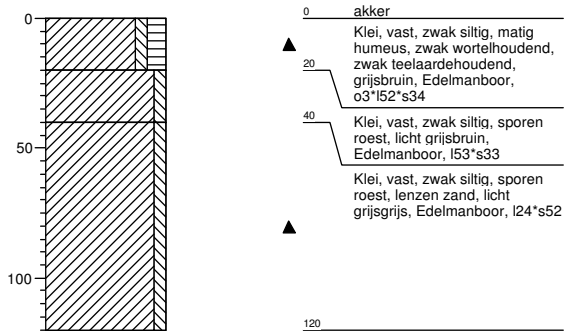 0
50
100
0 akker
Klei, vast, zwak siltig, matig
humeus, zwak wortelhoudend,
zwak teelaardehoudend,
grijsbruin, Edelmanboor,
o3*l52*s34
20
Klei, vast, zwak siltig, sporen
roest, licht grijsbruin,
Edelmanboor, l53*s33
40
Klei, vast, zwak siltig, sporen
roest, lenzen zand, licht
grijsgrijs, Edelmanboor, l24*s52
120